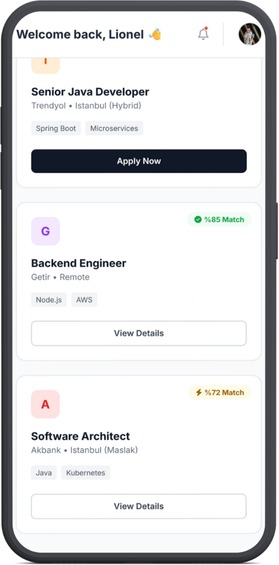 Welcome back, Lionel 👋
Senior Java Developer
Trendyol • Istanbul (Hybrid)
Spring Boot Microservices
Apply Now
%85 Match
G
Backend Engineer
Getir • Remote
Node.js AWS
View Details
%72 Match
A
Software Architect
Akbank • Istanbul (Maslak)
Java Kubernetes
View Details